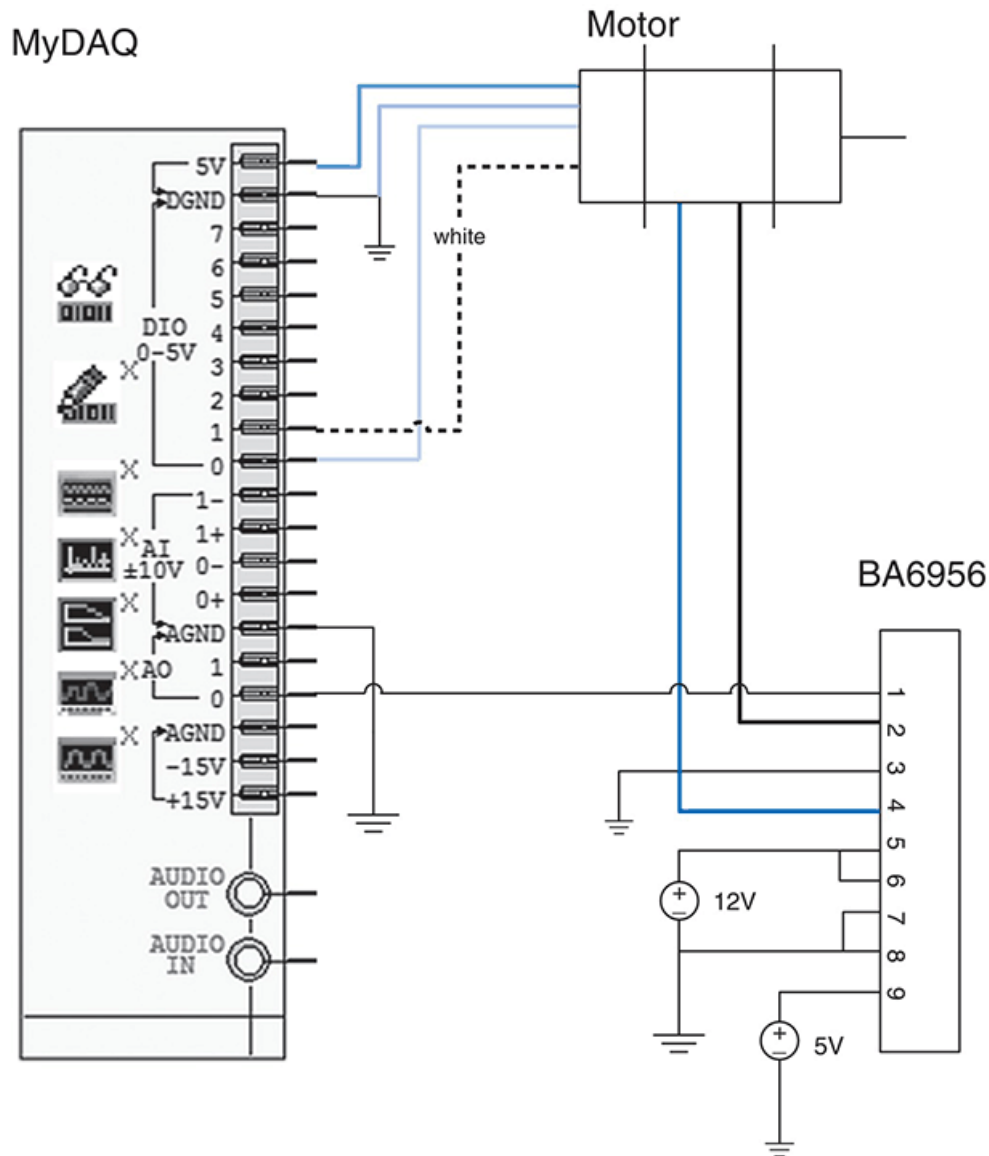 MyDAQ
Motor
5V
DGND
7
6
5
4
3
2
1
0
DIO
0-5V
X
white
X
1-
1+
0-
0+
X
AI
±10V
X
AGND
1
0
X AO
X
AGND
-15V
+15V
AUDIO
OUT
AUDIO
IN
BA6956
1
2
3
4
5
6
7
8
9
12V
5V